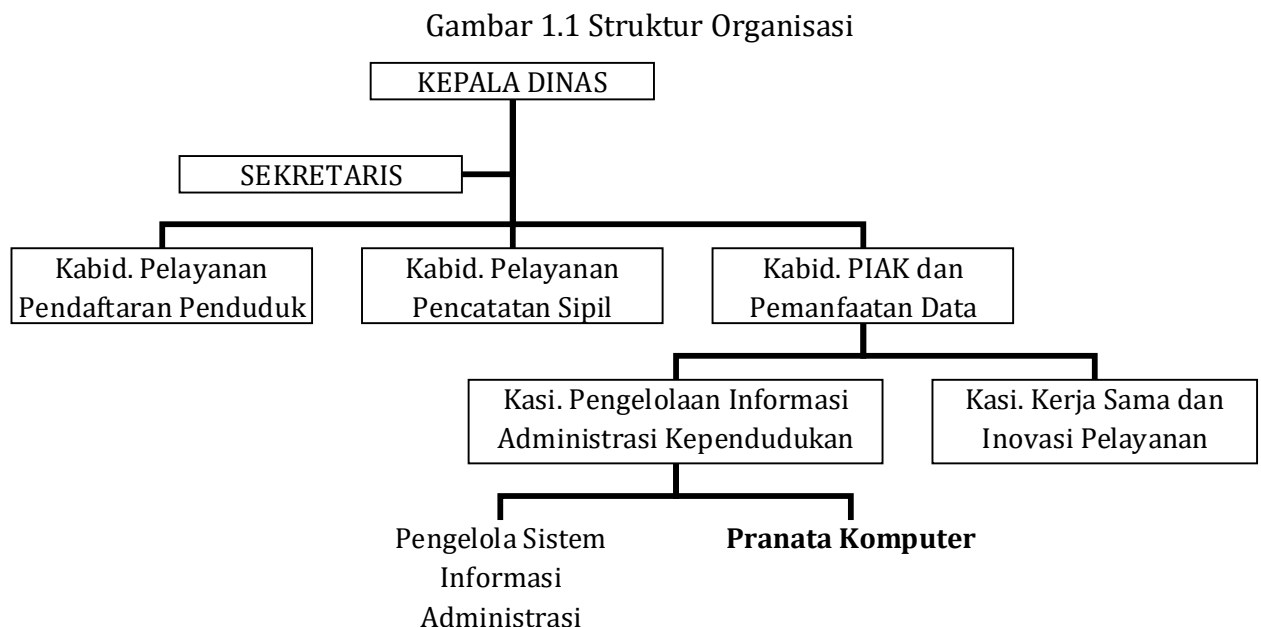 Gambar 1.1 Struktur Organisasi
KEPALA DINAS
SEKRETARIS
Kabid. Pelayanan
Pendaftaran Penduduk
Kabid. Pelayanan
Pencatatan Sipil
Kabid. PIAK dan
Pemanfaatan Data
Kasi. Pengelolaan Informasi
Administrasi Kependudukan
Kasi. Kerja Sama dan
Inovasi Pelayanan
Pengelola Sistem
Informasi
Administrasi
Pranata Komputer